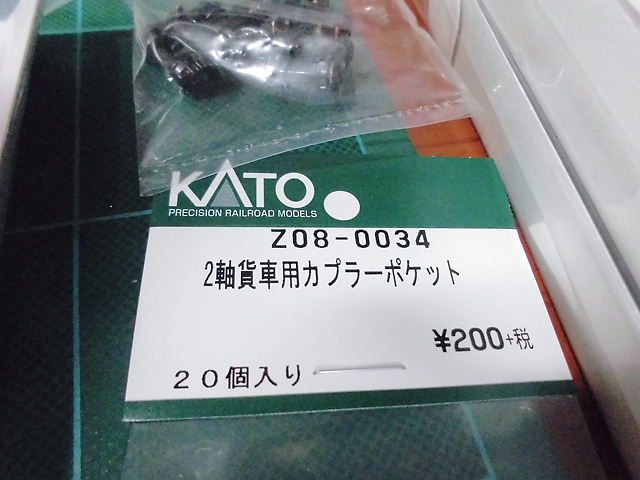 KATO
PRECISION RAILROAD MODELS
Z08-0034
2軸貨車用カプラーポケット
¥200+税
20個入り